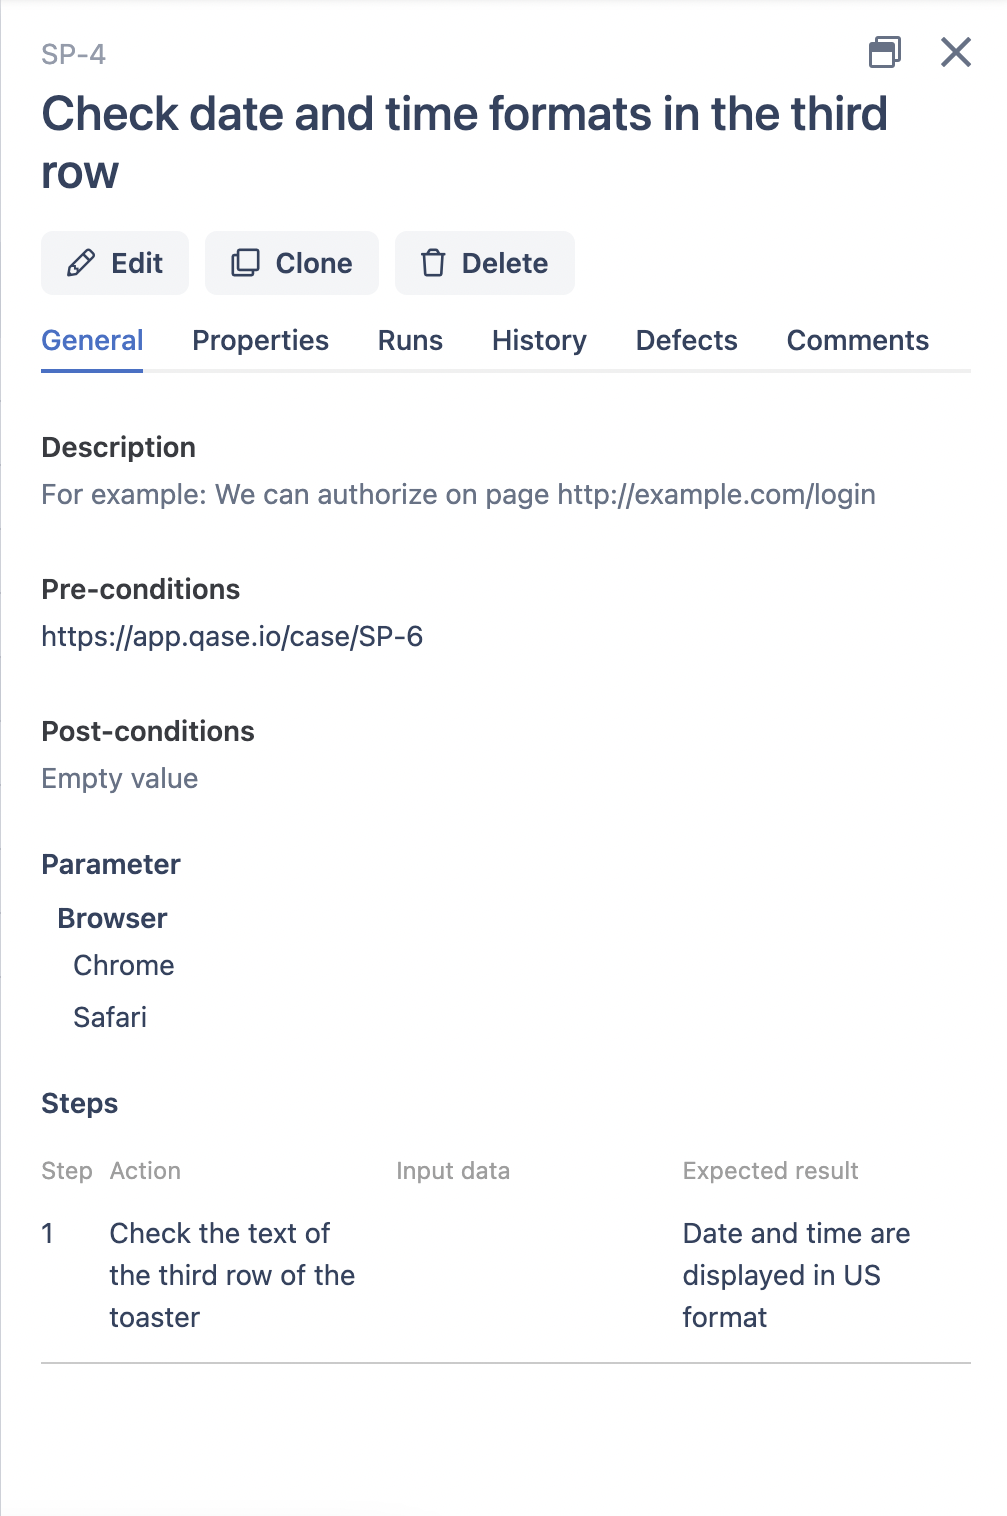 SP-4
Check date and time formats in the third
row
Edit Clone Delete
General Properties Runs History Defects Comments
Description
For example: We can authorize on page http://example.com/login
Pre-conditions
https://app.qase.io/case/SP-6
Post-conditions
Empty value
Parameter
Browser
Chrome
Safari
Steps
Step Action Input data Expected result
1 Check the text of Date and time are
the third row of the displayed in US
toaster format